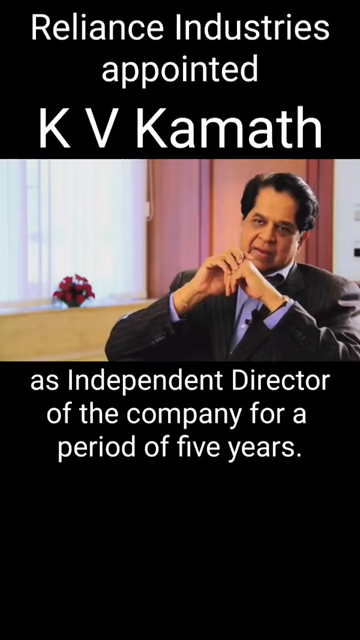 Reliance Industries
appointed
K V Kamath
as Independent Director
of the company for a
period of five years.